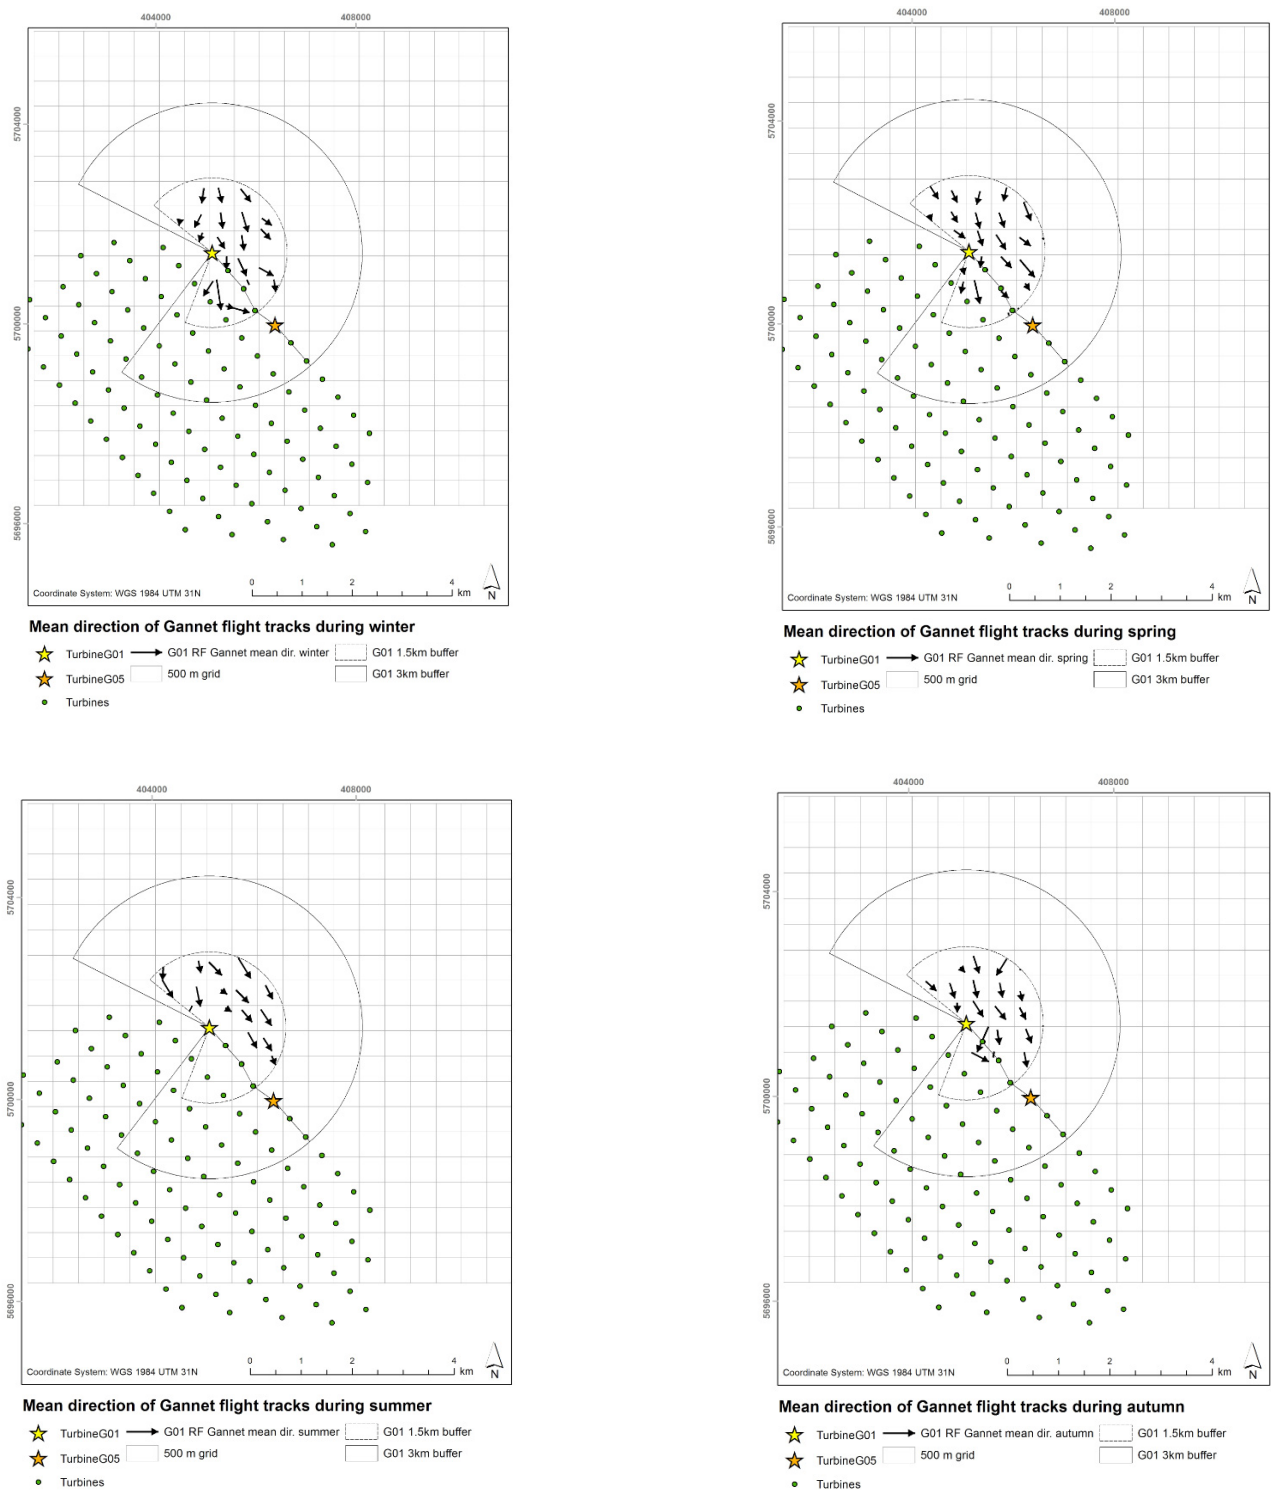 404000 408000
5704000
5700000
5696000
0 1 2 4
km
N
Coordinate System: WGS 1984 UTM 31N
Mean direction of Gannet flight tracks during winter
TurbineG01 G01 RF Gannet mean dir. winter G01 1.5km buffer
TurbineG05 500 m grid G01 3km buffer
Turbines
404000 408000
5704000
5700000
5696000
0 1 2 4
km
N
Coordinate System: WGS 1984 UTM 31N
Mean direction of Gannet flight tracks during spring
TurbineG01 G01 RF Gannet mean dir. spring G01 1.5km buffer
TurbineG05 500 m grid G01 3km buffer
Turbines
404000 408000
5704000
5700000
5696000
0 1 2 4
km
N
Coordinate System: WGS 1984 UTM 31N
Mean direction of Gannet flight tracks during summer
TurbineG01 G01 RF Gannet mean dir. summer G01 1.5km buffer
TurbineG05 500 m grid G01 3km buffer
Turbines
404000 408000
5704000
5700000
5696000
0 1 2 4
km
N
Coordinate System: WGS 1984 UTM 31N
Mean direction of Gannet flight tracks during autumn
TurbineG01 G01 RF Gannet mean dir. autumn G01 1.5km buffer
TurbineG05 500 m grid G01 3km buffer
Turbines